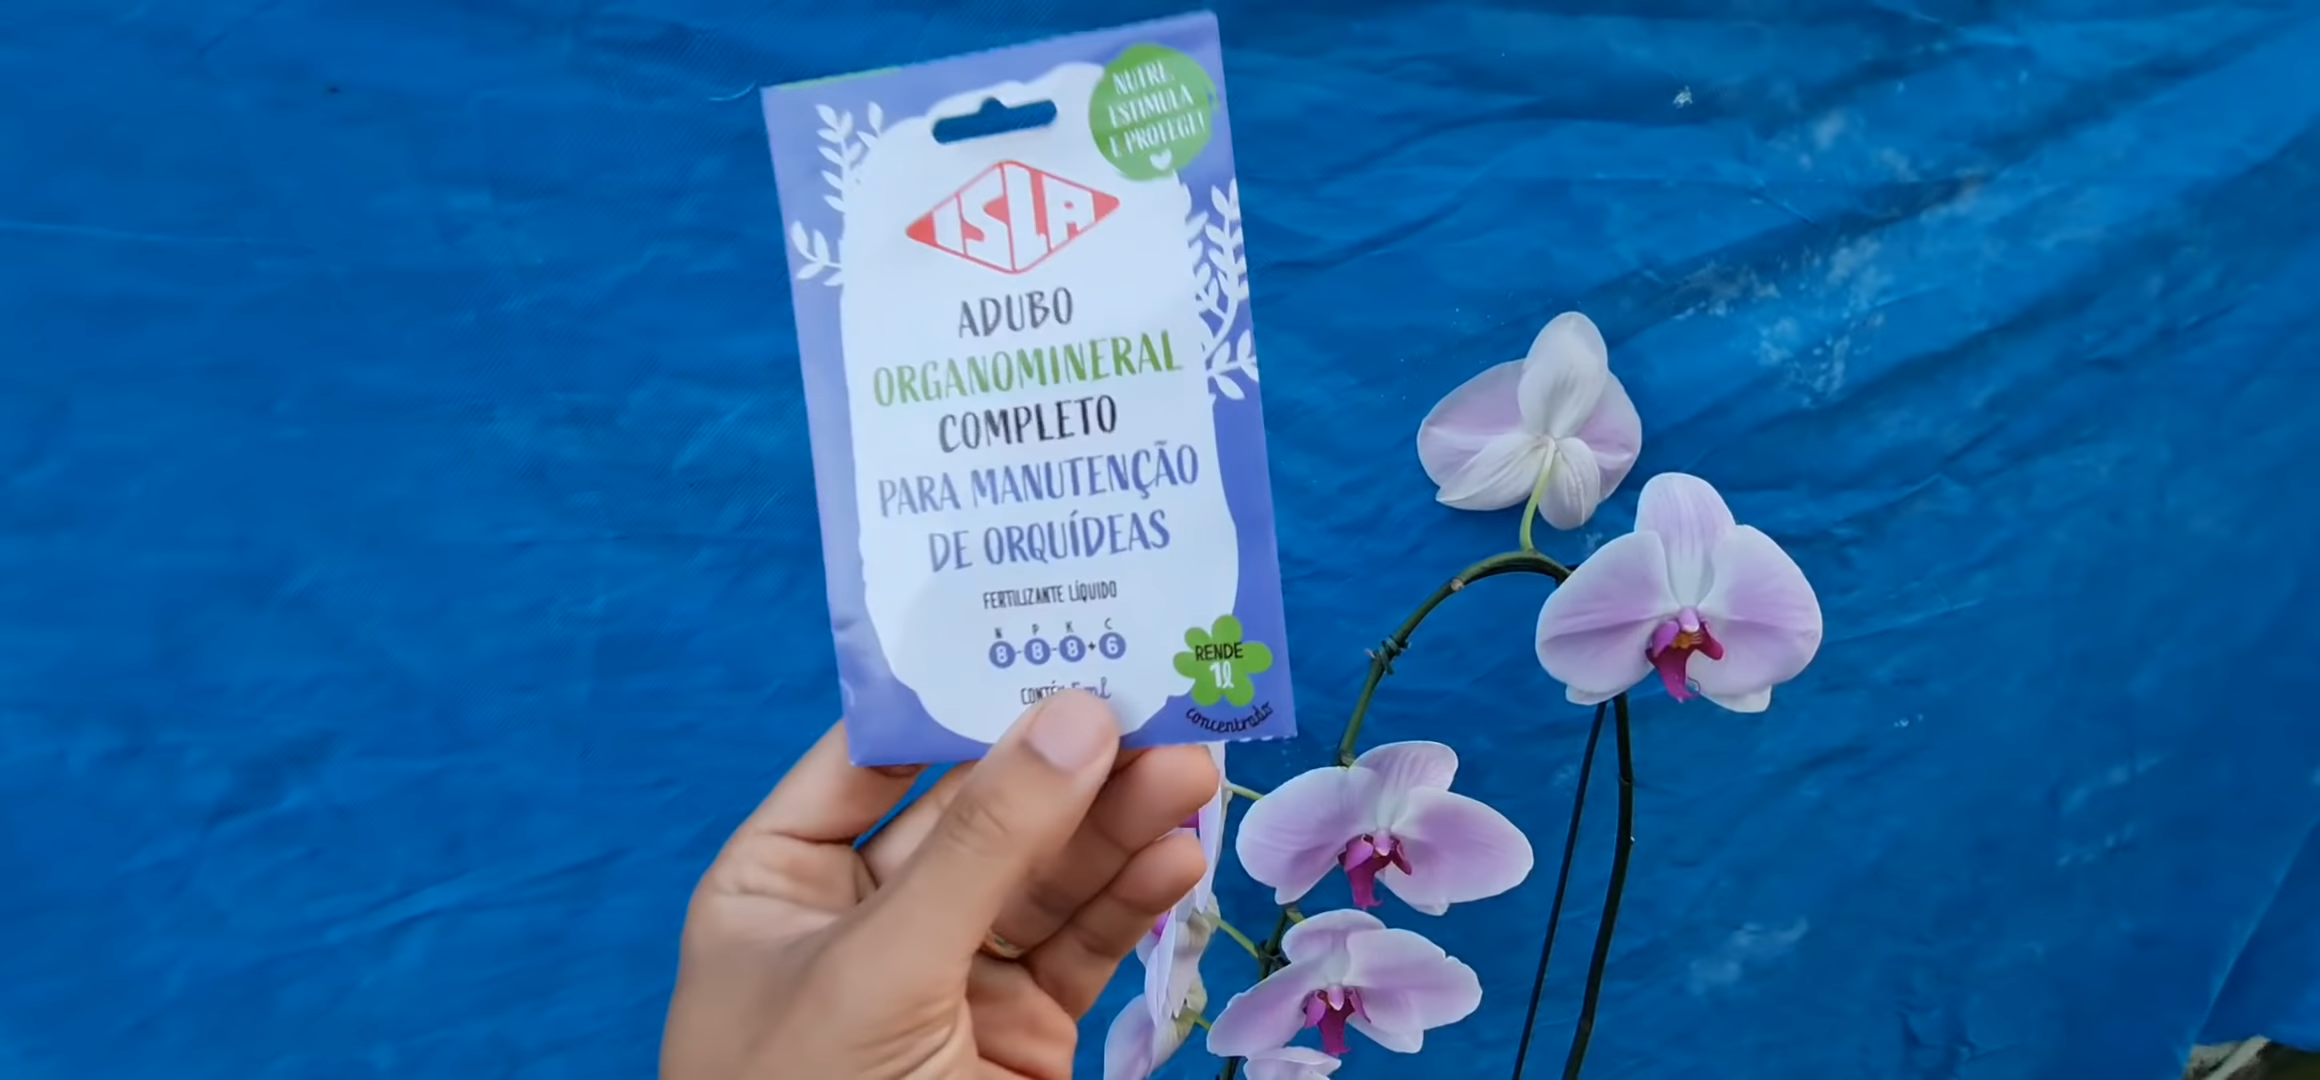 NUTRE,
ESTIMULA
E PROTEGE!
ISLA
ADUBO
ORGANOMINERAL
COMPLETO
PARA MANUTENÇÃO
DE ORQUÍDEAS
FERTILIZANTE LÍQUIDO
N P K C
8-8-8+6
RENDE
1l
concentrado